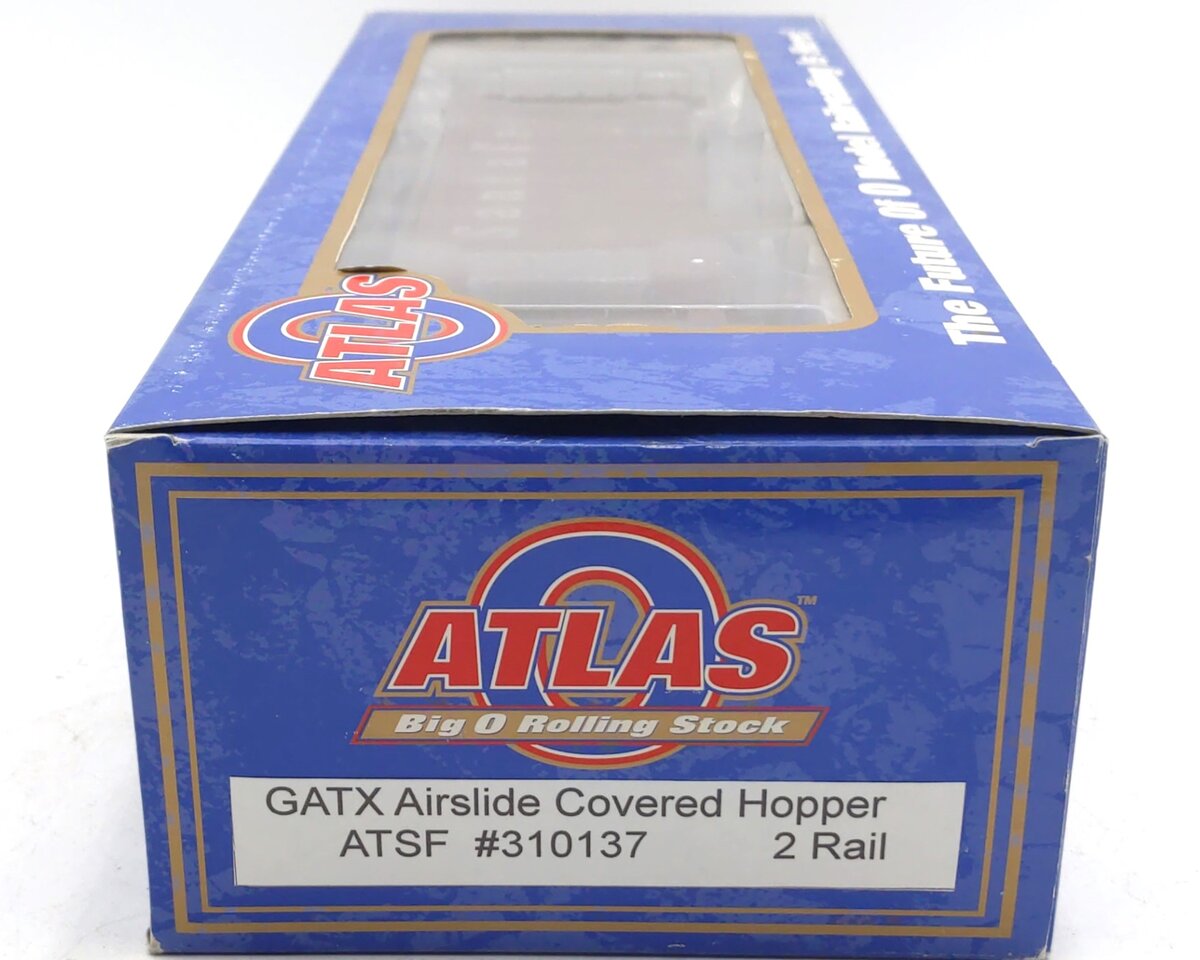 The Future Of O Model Railroading Is Here!
ATLAS
ATLAS™
Big O Rolling Stock
GATX Airslide Covered Hopper
ATSF #310137 2 Rail